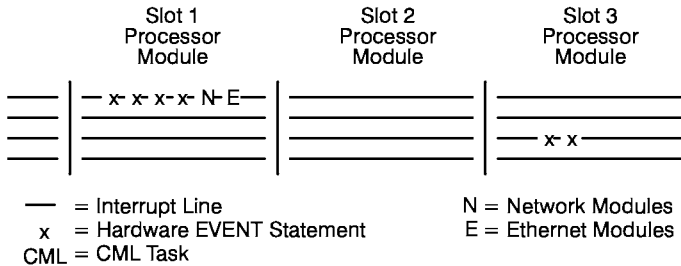 Slot 1
Processor
Module
Slot 2
Processor
Module
Slot 3
Processor
Module
x x x x N E
x x
— = Interrupt Line
x = Hardware EVENT Statement
CML = CML Task
N = Network Modules
E = Ethernet Modules